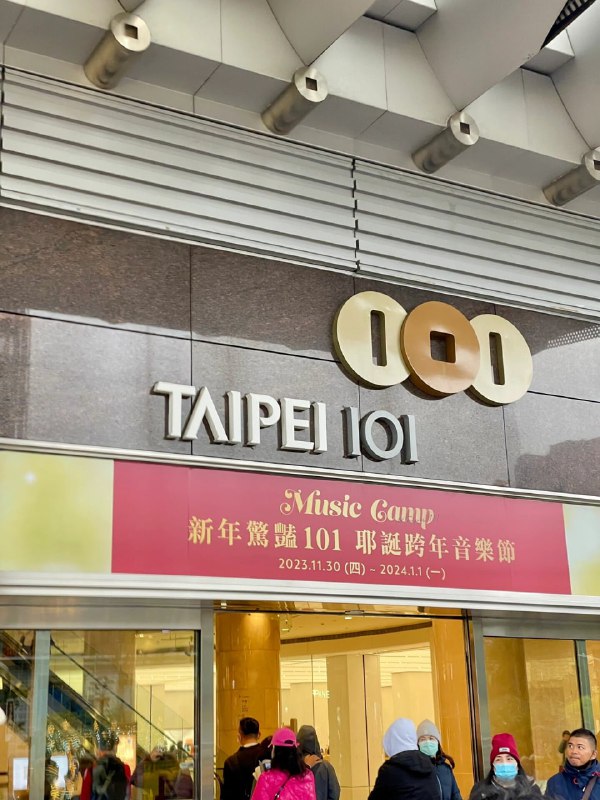 TAIPEI 101
Music Camp
新年驚豔101 耶誕跨年音樂節
2023.11.30 (四) ~ 2024.1.1 (一)